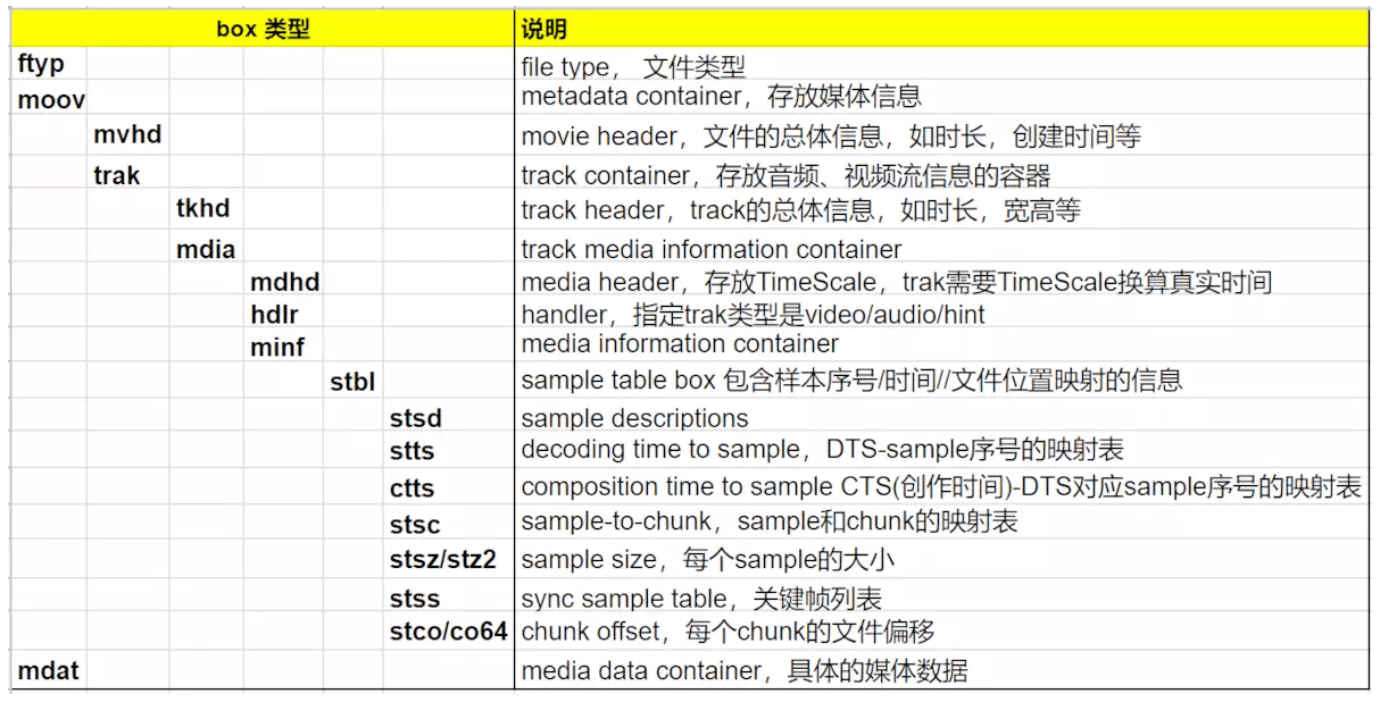 box 类型 说明
ftyp file type， 文件类型
moov metadata container，存放媒体信息
mvhd movie header，文件的总体信息，如时长，创建时间等
trak track container，存放音频、视频流信息的容器
tkhd track header，track的总体信息，如时长，宽高等
mdia track media information container
mdhd media header，存放TimeScale，trak需要TimeScale换算真实时间
hdlr handler，指定trak类型是video/audio/hint
minf media information container
stbl sample table box 包含样本序号/时间//文件位置映射的信息
stsd sample descriptions
stts decoding time to sample，DTS-sample序号的映射表
ctts composition time to sample CTS(创作时间)-DTS对应sample序号的映射表
stsc sample-to-chunk，sample和chunk的映射表
stsz/stz2 sample size，每个sample的大小
stss sync sample table，关键帧列表
stco/co64 chunk offset，每个chunk的文件偏移
mdat media data container，具体的媒体数据